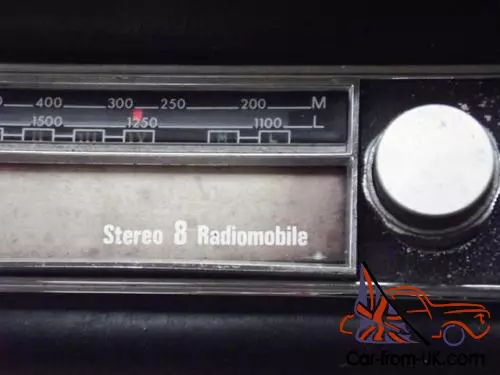 400 300 250 200 M
1500 1250 1100 L
Stereo 8 Radiomobile
Car-from-UK.com